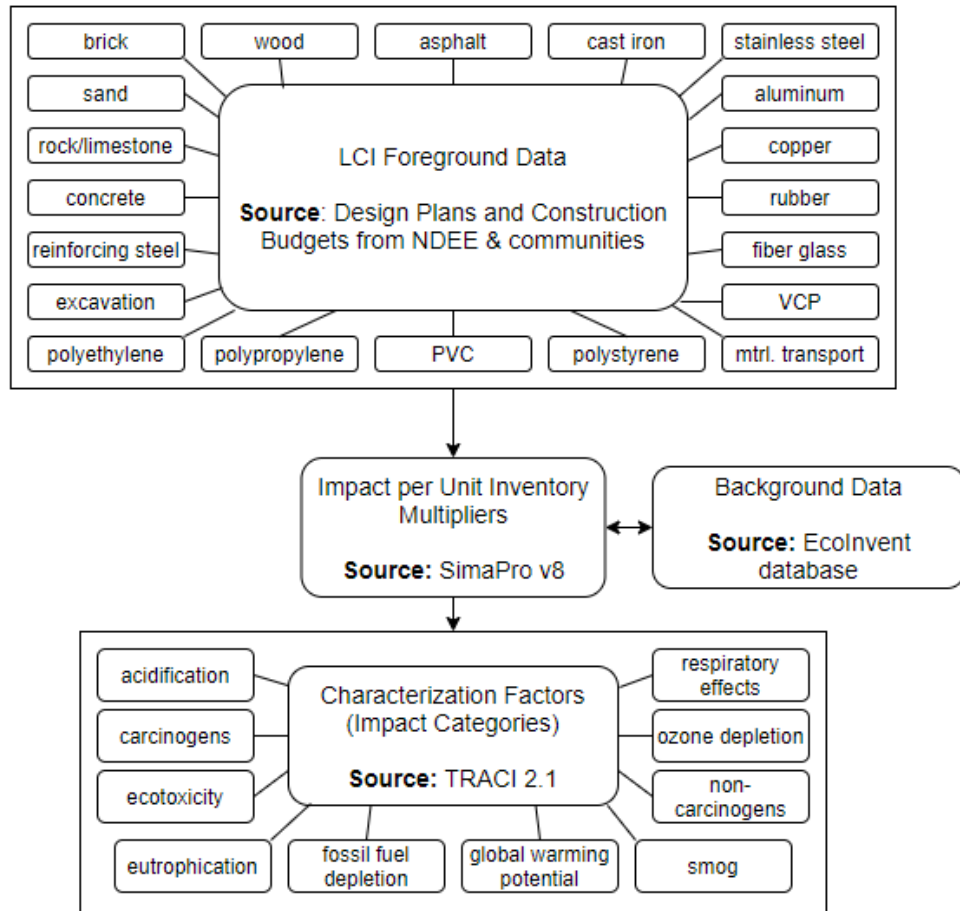 brick
wood
asphalt
cast iron
stainless steel
sand
aluminum
rock/limestone
copper
concrete
rubber
reinforcing steel
fiber glass
excavation
VCP
polyethylene
polypropylene
PVC
polystyrene
mtrl. transport
LCI Foreground Data
Source: Design Plans and Construction
Budgets from NDEE & communities
Impact per Unit Inventory
Multipliers
Source: SimaPro v8
Background Data
Source: EcoInvent
database
acidification
carcinogens
ecotoxicity
eutrophication
fossil fuel
depletion
global warming
potential
smog
non-
carcinogens
ozone depletion
respiratory
effects
Characterization Factors
(Impact Categories)
Source: TRACI 2.1